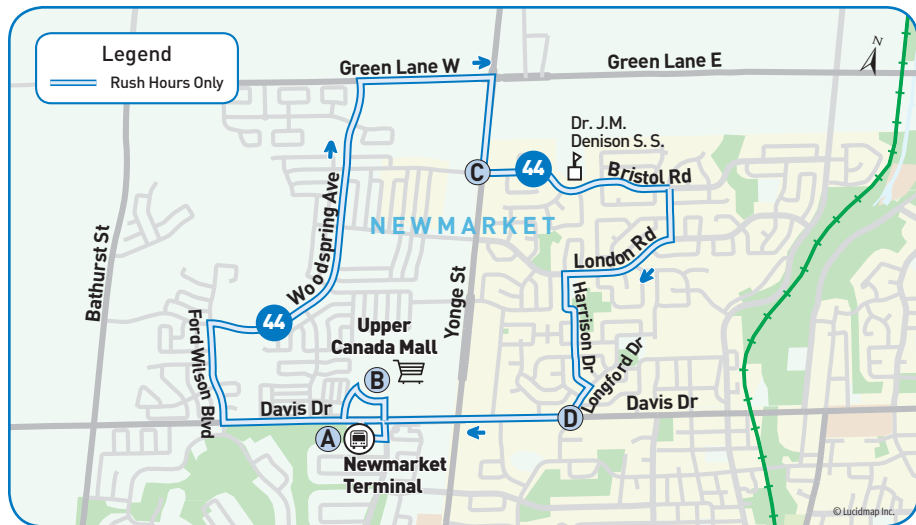 Legend
Rush Hours Only
Green Lane W
Green Lane E
N
Dr. J.M.
Denison S. S.
C
44
Bristol Rd
NEWMARKET
Woodspring Ave
Bathurst St
Yonge St
London Rd
Harrison Dr
44
Ford Wilson Blvd
Upper
Canada Mall
B
Longford Dr
Davis Dr
Davis Dr
D
A
Newmarket
Terminal
© Lucidmap Inc.